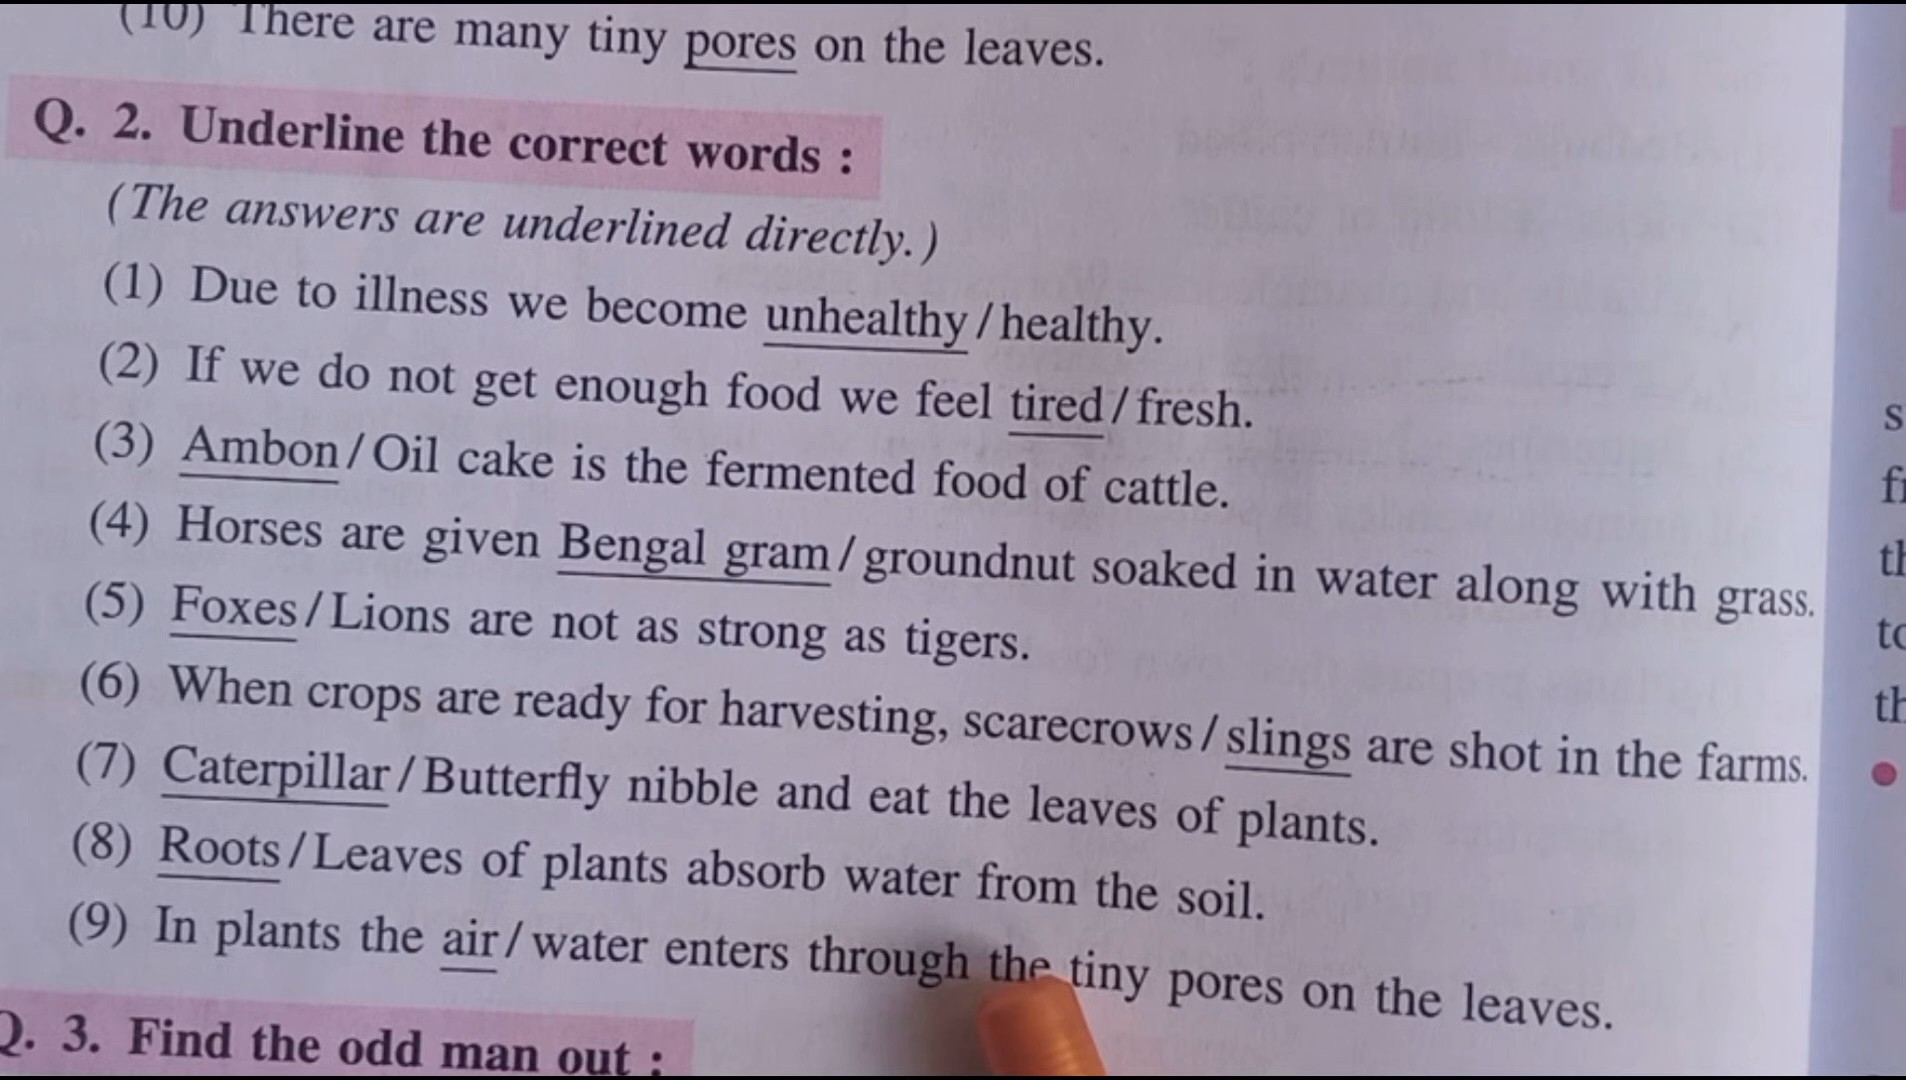 (10) There are many tiny pores on the leaves.
Q. 2. Underline the correct words :
(The answers are underlined directly.)
(1) Due to illness we become unhealthy / healthy.
(2) If we do not get enough food we feel tired / fresh.
(3) Ambon / Oil cake is the fermented food of cattle.
(4) Horses are given Bengal gram / groundnut soaked in water along with grass.
(5) Foxes / Lions are not as strong as tigers.
(6) When crops are ready for harvesting, scarecrows / slings are shot in the farms.
(7) Caterpillar / Butterfly nibble and eat the leaves of plants.
(8) Roots / Leaves of plants absorb water from the soil.
(9) In plants the air / water enters through the tiny pores on the leaves.
Q. 3. Find the odd man out :